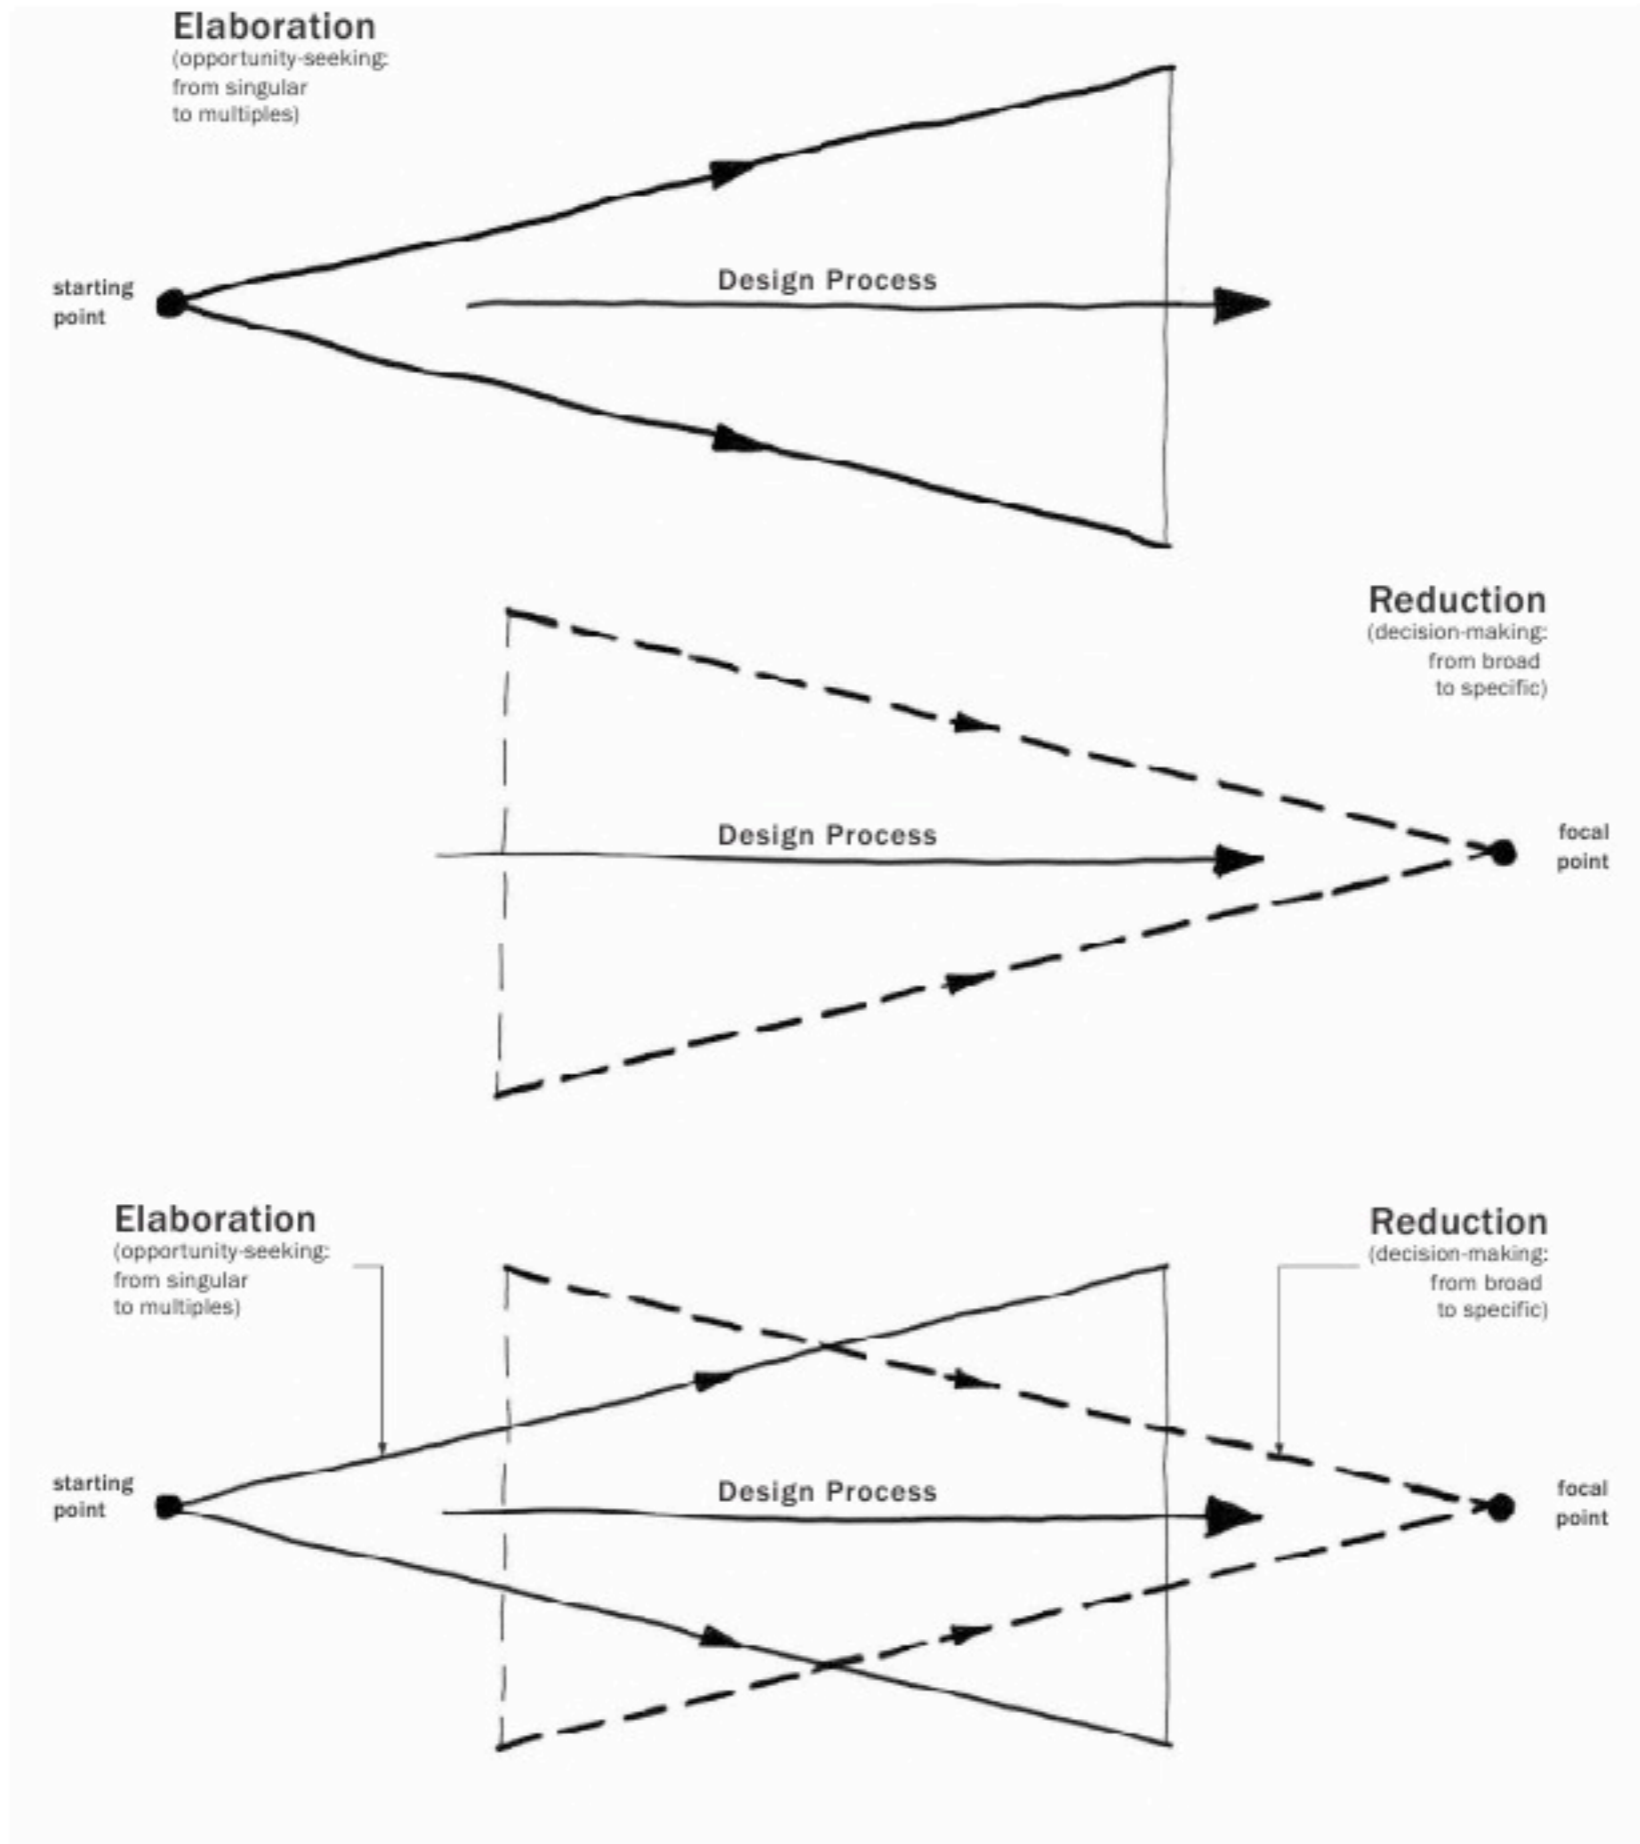 Elaboration
(opportunity-seeking:
from singular
to multiples)
starting
point
Design Process
Reduction
(decision-making:
from broad
to specific)
Design Process
focal
point
Elaboration
(opportunity-seeking:
from singular
to multiples)
Reduction
(decision-making:
from broad
to specific)
starting
point
Design Process
focal
point